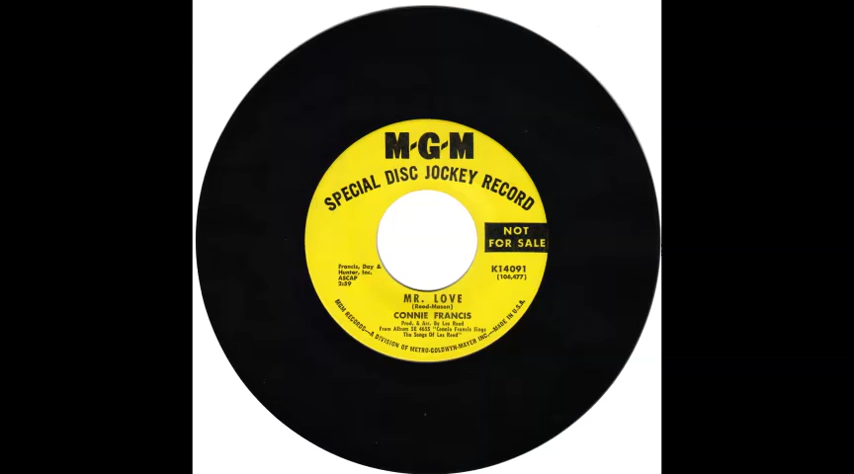 M-G-M
SPECIAL DISC JOCKEY RECORD
NOT
FOR SALE
Francis, Day &
Hunter, Inc.
ASCAP
2:59
K14091
(106,477)
MR. LOVE
(Reed-Mason)
CONNIE FRANCIS
Prod. & Arr. By Les Reed
From Album SE 4655 "Connie Francis Sings
The Songs Of Les Reed"
MGM RECORDS—A DIVISION OF METRO-GOLDWYN-MAYER INC.—MADE IN U.S.A.